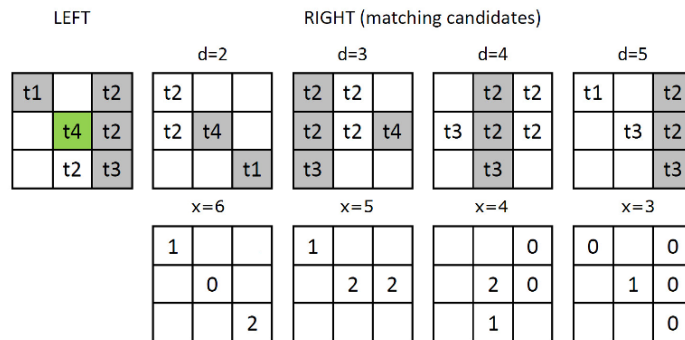 LEFT RIGHT (matching candidates)
d=2 d=3 d=4 d=5
t1 t2 t2 t2 t2 t2 t2 t1 t2
t4 t2 t2 t4 t2 t2 t4 t3 t2 t2 t3 t2
t2 t3 t1 t3 t3 t3
x=6 x=5 x=4 x=3
1 1 0 0 0
0 2 2 2 0 1 0
2 1 0